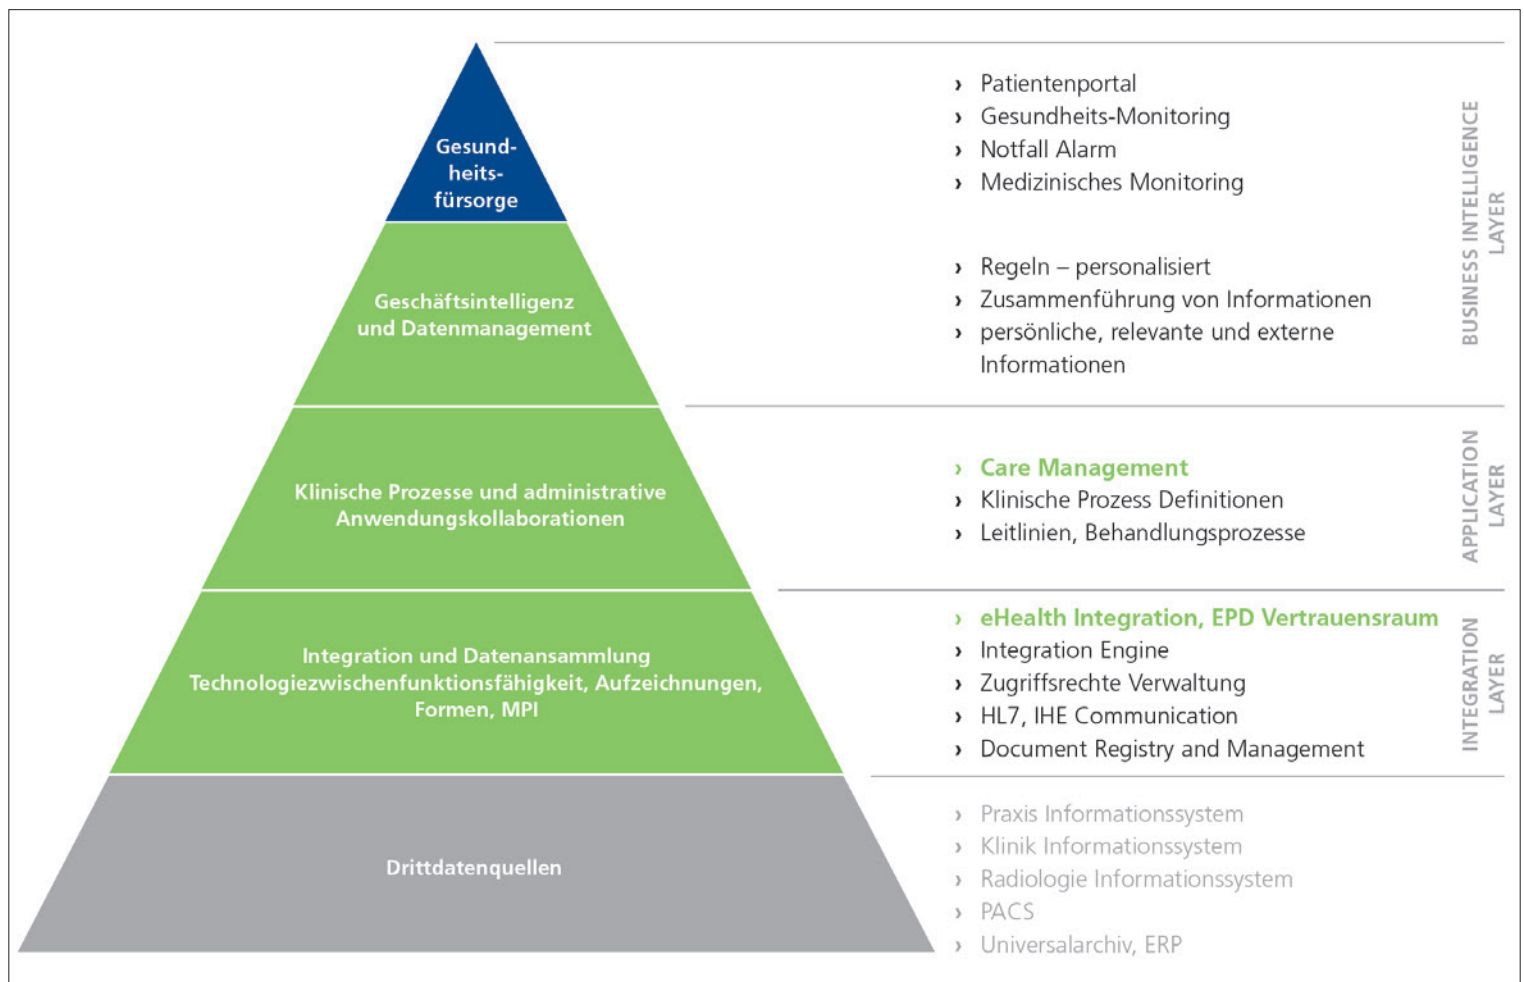 Gesund-
heits-
fürsorge
› Patientenportal
› Gesundheits-Monitoring
› Notfall Alarm
› Medizinisches Monitoring
Geschäftsintelligenz
und Datenmanagement
› Regeln – personalisiert
› Zusammenführung von Informationen
› persönliche, relevante und externe
Informationen
BUSINESS INTELLIGENCE
LAYER
Klinische Prozesse und administrative
Anwendungskollaborationen
› Care Management
› Klinische Prozess Definitionen
› Leitlinien, Behandlungsprozesse
APPLICATION
LAYER
Integration und Datenansammlung
Technologiezwischenfunktionsfähigkeit, Aufzeichnungen,
Formen, MPI
› eHealth Integration, EPD Vertrauensraum
› Integration Engine
› Zugriffsrechte Verwaltung
› HL7, IHE Communication
› Document Registry and Management
INTEGRATION
LAYER
Drittdatenquellen
› Praxis Informationssystem
› Klinik Informationssystem
› Radiologie Informationssystem
› PACS
› Universalarchiv, ERP